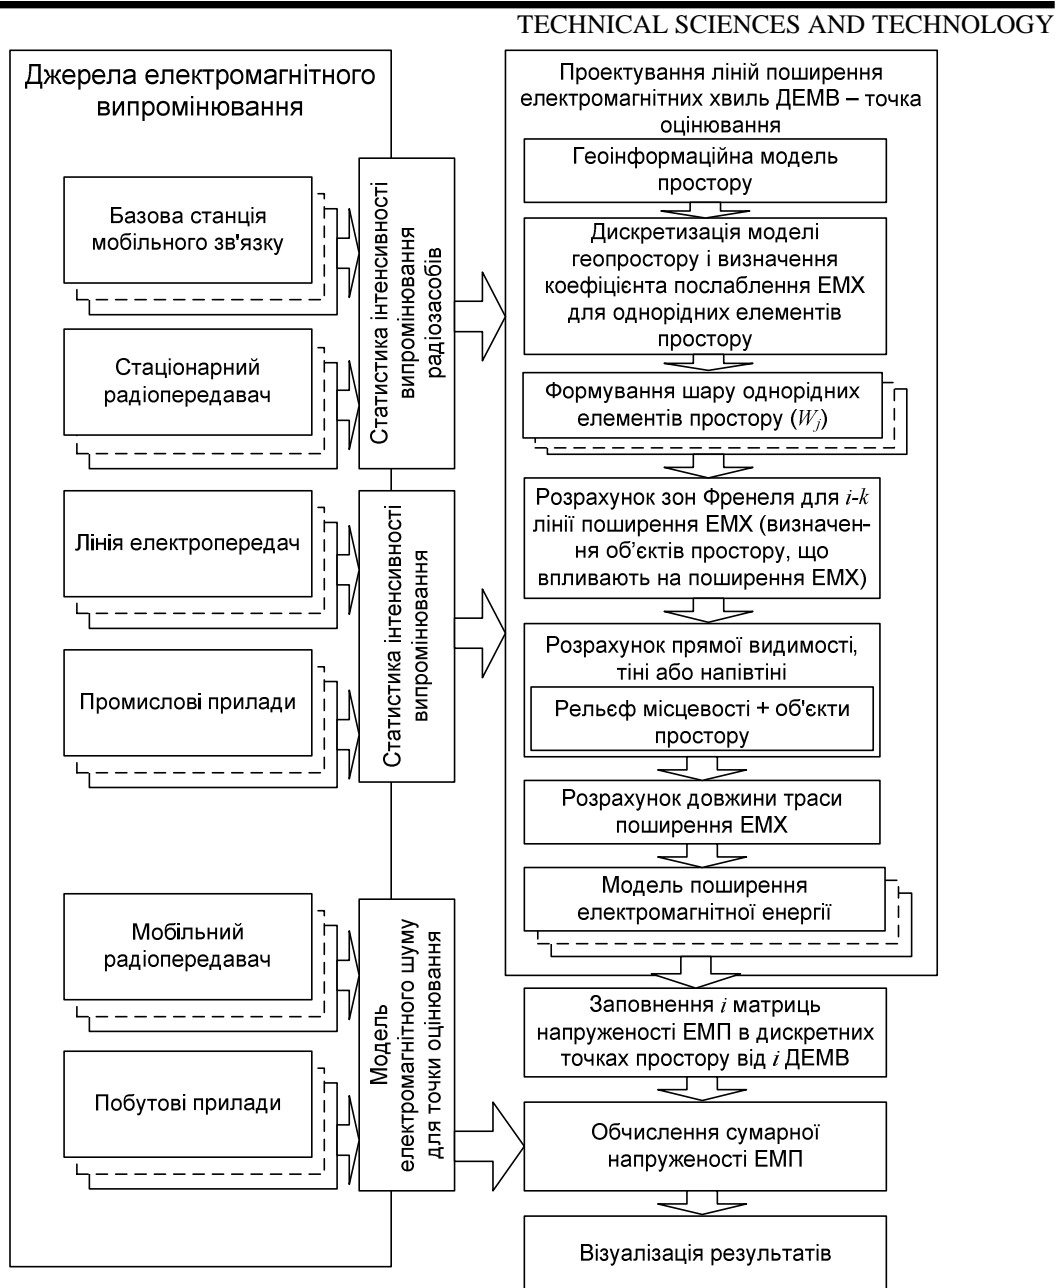 TECHNICAL SCIENCES AND TECHNOLOGY
Джерела електромагнітного
випромінювання
Базова станція
мобільного зв'язку
Стаціонарний
радіопередавач
Лінія електропередач
Промислові прилади
Мобільний
радіопередавач
Побутові прилади
Статистика інтенсивності
випромінювання
радіозасобів
Статистика інтенсивності
випромінювання
Модель
електромагнітного шуму
для точки оцінювання
Проектування ліній поширення
електромагнітних хвиль ДЕМВ – точка
оцінювання
Геоінформаційна модель
простору
Дискретизація моделі
геопростору і визначення
коефіцієнта послаблення ЕМХ
для однорідних елементів
простору
Формування шару однорідних
елементів простору (Wj)
Розрахунок зон Френеля для i-k
лінії поширення ЕМХ (визначен-
ня об’єктів простору, що
впливають на поширення ЕМХ)
Розрахунок прямої видимості,
тіні або напівтіні
Рельєф місцевості + об'єкти
простору
Розрахунок довжини траси
поширення ЕМХ
Модель поширення
електромагнітної енергії
Заповнення i матриць
напруженості ЕМП в дискретних
точках простору від i ДЕМВ
Обчислення сумарної
напруженості ЕМП
Візуалізація результатів